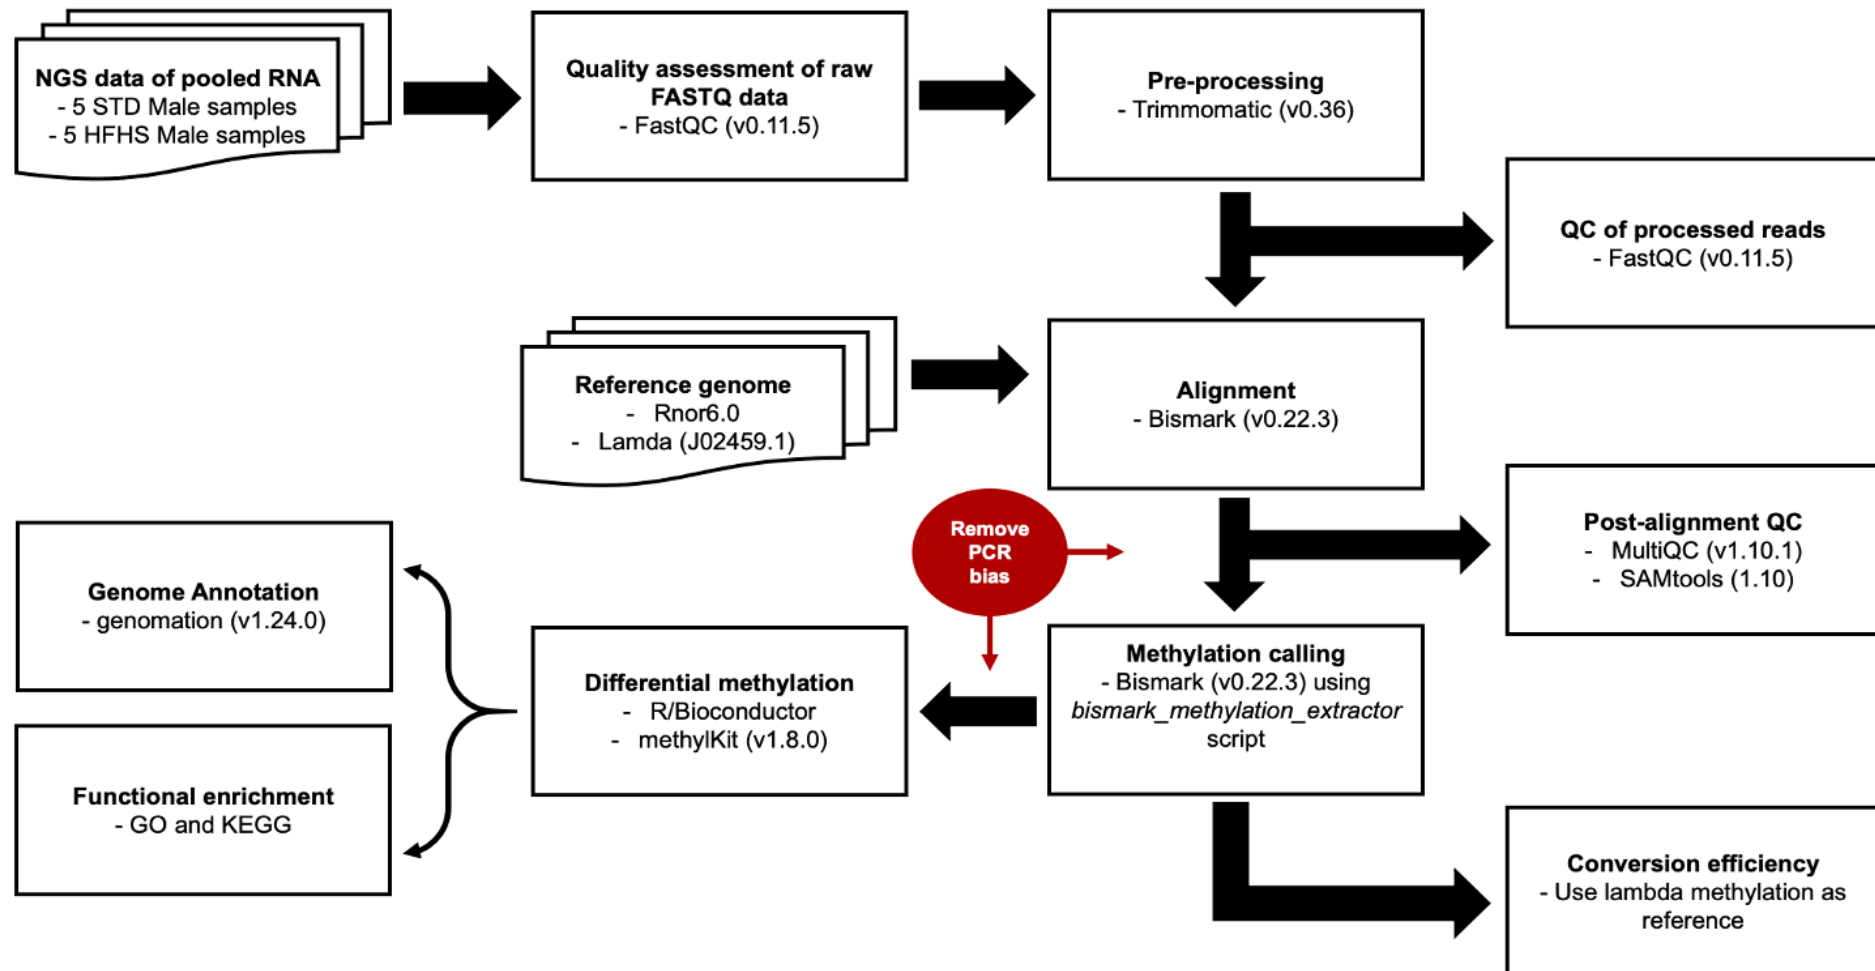 NGS data of pooled RNA
- 5 STD Male samples
- 5 HFHS Male samples
Quality assessment of raw
FASTQ data
- FastQC (v0.11.5)
Pre-processing
- Trimmomatic (v0.36)
QC of processed reads
- FastQC (v0.11.5)
Reference genome
- Rnor6.0
- Lamda (J02459.1)
Alignment
- Bismark (v0.22.3)
Remove
PCR
bias
Post-alignment QC
- MultiQC (v1.10.1)
- SAMtools (1.10)
Methylation calling
- Bismark (v0.22.3) using
bismark_methylation_extractor
script
Differential methylation
- R/Bioconductor
- methylKit (v1.8.0)
Genome Annotation
- genomation (v1.24.0)
Functional enrichment
- GO and KEGG
Conversion efficiency
- Use lambda methylation as
reference